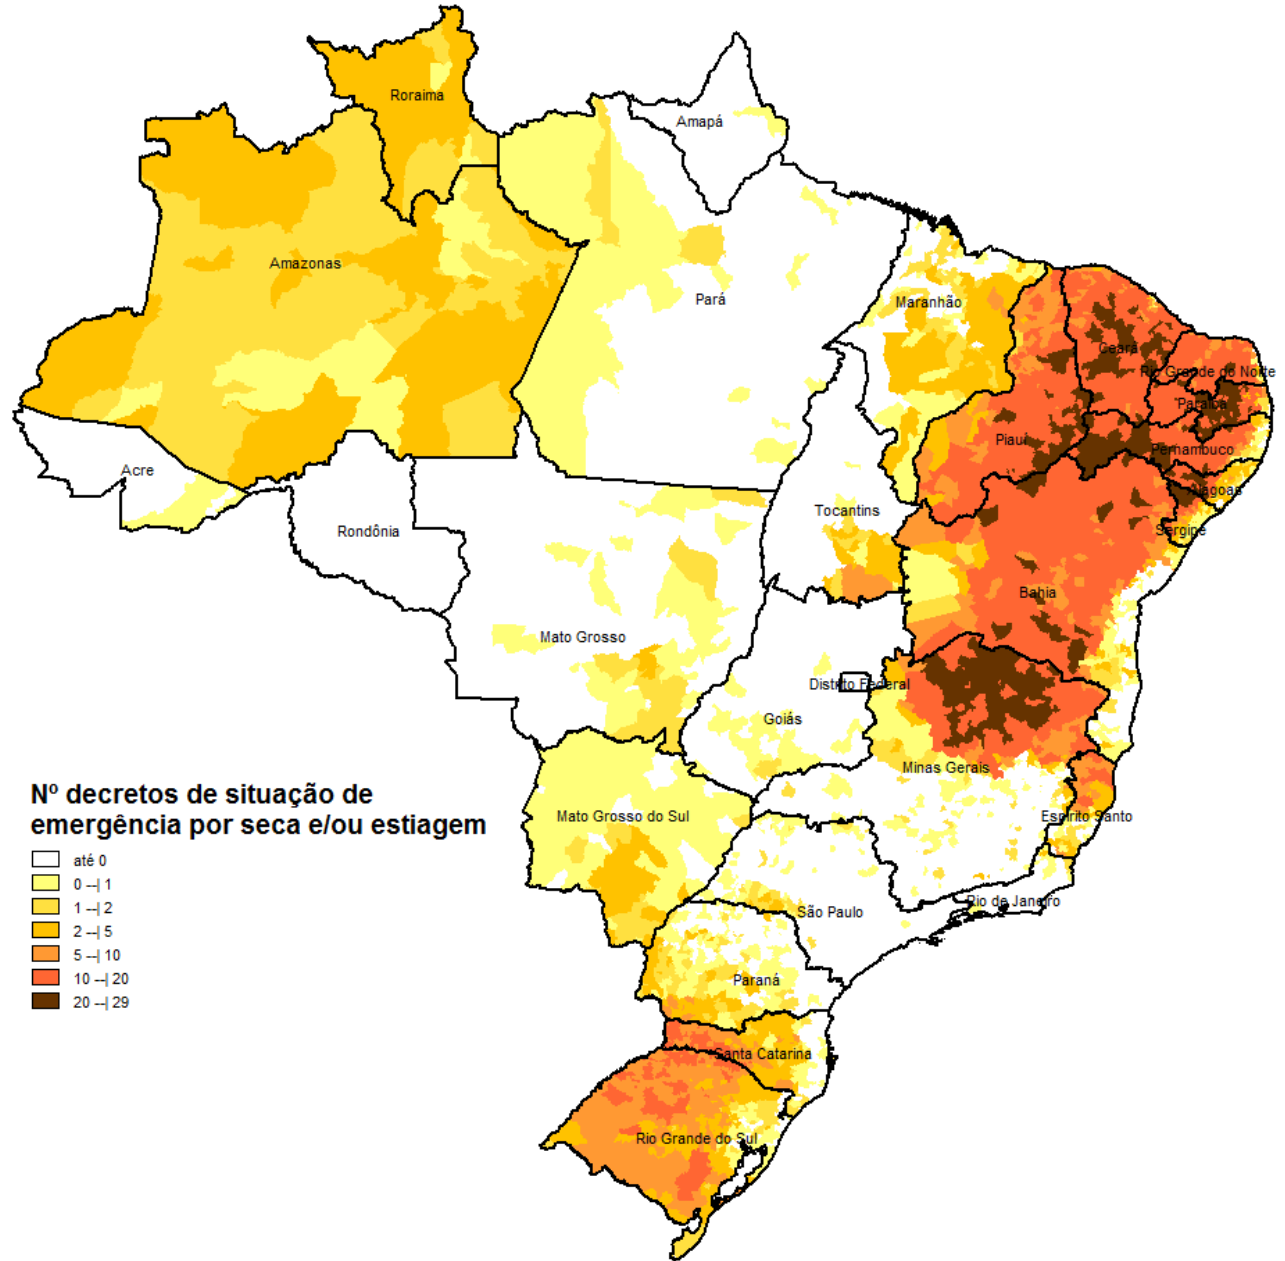 Roraima
Amapá
Amazonas
Pará
Maranhão
Ceará
Rio Grande do Norte
Paraíba
Piauí
Pernambuco
Acre
Alagoas
Tocantins
Rondônia
Sergipe
Bahia
Mato Grosso
Distrito Federal
Goiás
Minas Gerais
Nº decretos de situação de
emergência por seca e/ou estiagem
Mato Grosso do Sul
Espírito Santo
até 0
0 --| 1
1 --| 2
2 --| 5
5 --| 10
10 --| 20
20 --| 29
Rio de Janeiro
São Paulo
Paraná
Santa Catarina
Rio Grande do Sul